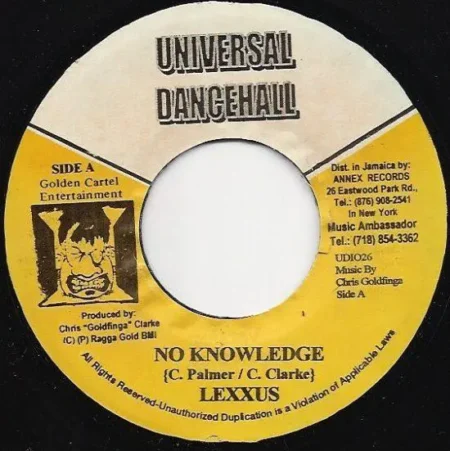 UNIVERSAL
DANCEHALL
SIDE A
Golden Cartel
Entertainment
Produced by:
Chris "Goldfinga" Clarke
(C) (P) Ragga Gold BMI
Dist. in Jamaica by:
ANNEX RECORDS
26 Eastwood Park Rd.,
Tel.: (876) 908-2541
In New York
Music Ambassador
Tel.: (718) 854-3362
UDI026
Music By
Chris Goldfinga
Side A
NO KNOWLEDGE
{C. Palmer / C. Clarke}
LEXXUS
All Rights Reserved-Unauthorized Duplication is a Violation of Applicable Laws